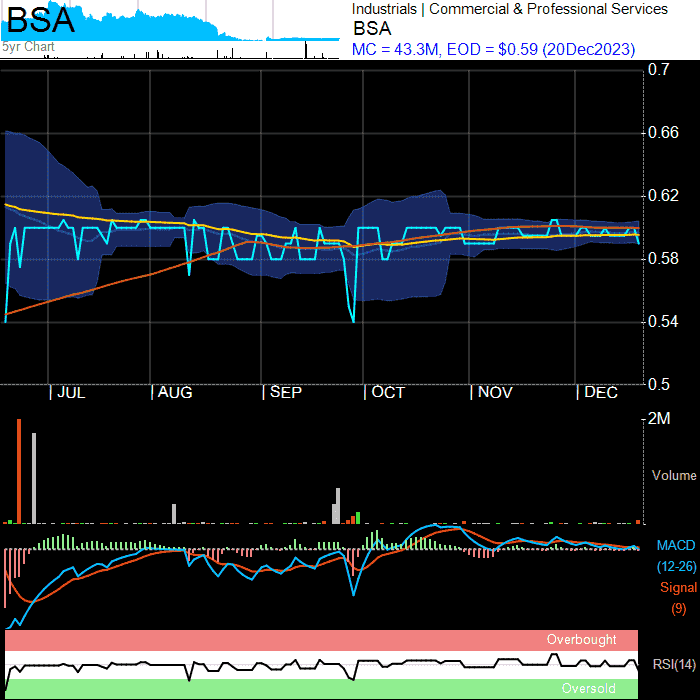 BSA
5yr Chart
Industrials | Commercial & Professional Services
BSA
MC = 43.3M, EOD = $0.59 (20Dec2023)
0.7
0.66
0.62
0.58
0.54
0.5
| JUL | AUG | SEP | OCT | NOV | DEC
2M
Volume
MACD
(12-26)
Signal
(9)
Overbought
RSI(14)
Oversold